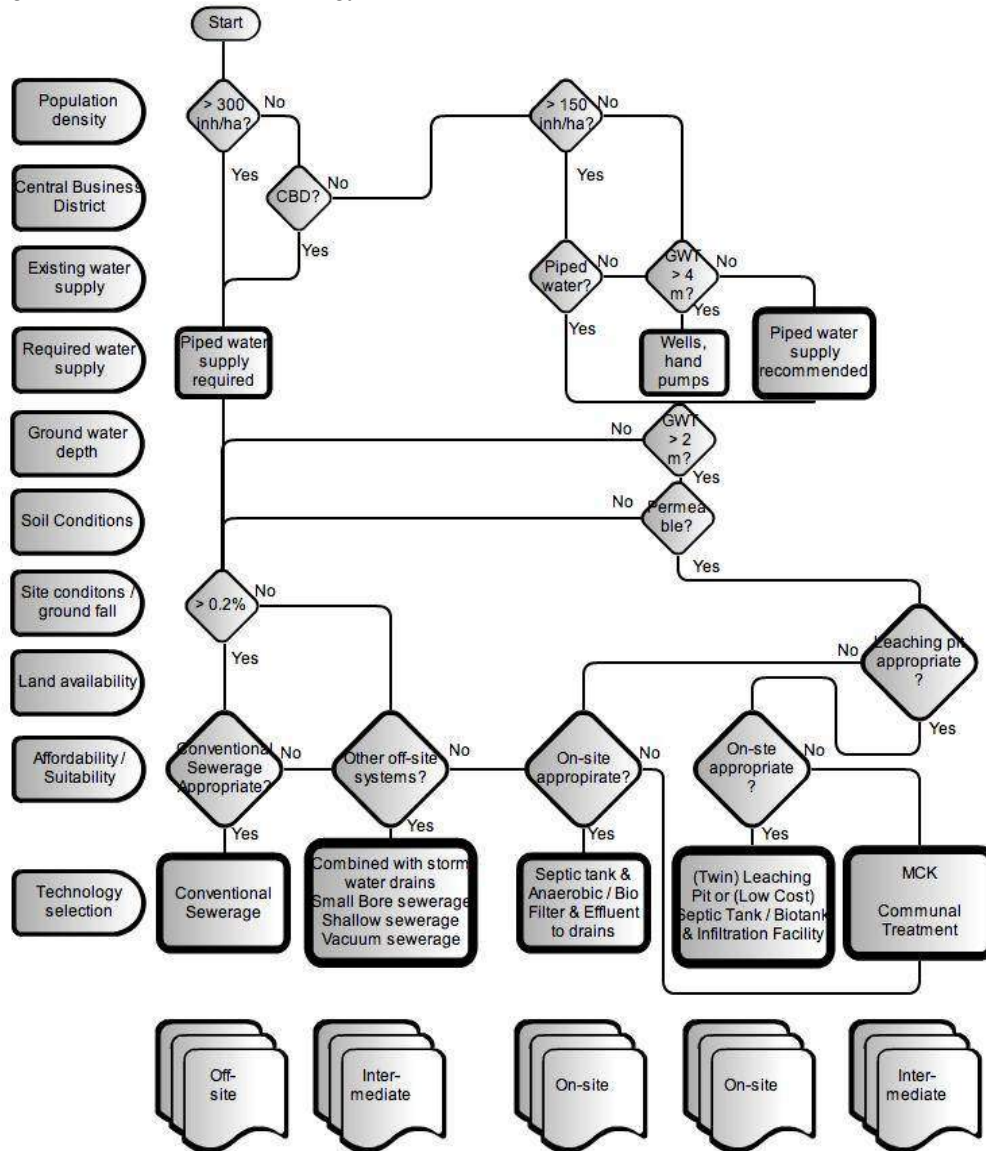 Start
Population
density
> 300
inh/ha?
No
Yes
> 150
inh/ha?
No
Yes
Central Business
District
CBD?
No
Yes
Existing water
supply
Piped
water?
No
Yes
GWT
> 4
m?
No
Yes
Required water
supply
Piped water
supply
required
Wells,
hand
pumps
Piped water
supply
recommended
Ground water
depth
No
GWT
> 2
m?
Yes
Soil Conditions
No
Permea
ble?
Yes
Site conditons /
ground fall
> 0.2%
No
Yes
Land availability
No
Leaching pit
appropriate
?
Yes
Affordability /
Suitability
Conventional
Sewerage
Appropriate?
No
Yes
Other off-site
systems?
No
Yes
On-site
appropirate?
No
Yes
On-ste
appropriate
?
No
Yes
Technology
selection
Conventional
Sewerage
Combined with storm
water drains
Small Bore sewerage
Shallow sewerage
Vacuum sewerage
Septic tank &
Anaerobic / Bio
Filter & Effluent
to drains
(Twin) Leaching
Pit or (Low Cost)
Septic Tank / Biotank
& Infiltration Facility
MCK
Communal
Treatment
Off-
site
Inter-
mediate
On-site
On-site
Inter-
mediate